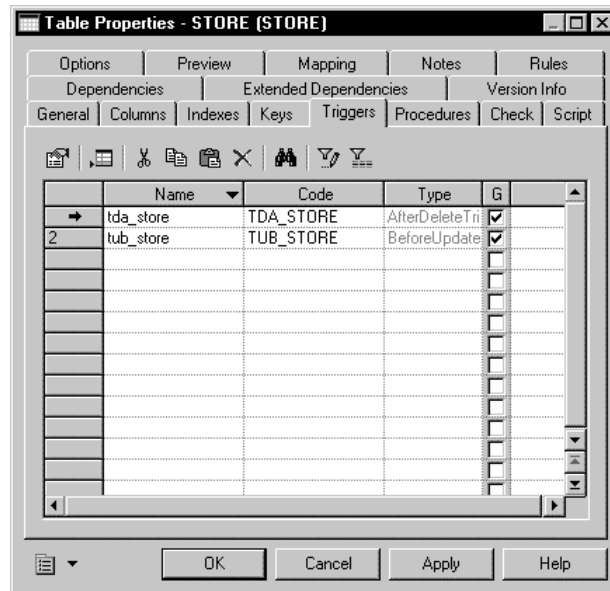 Table Properties - STORE (STORE)
Options Preview Mapping Notes Rules
Dependencies Extended Dependencies Version Info
General Columns Indexes Keys Triggers Procedures Check Script
Name Code Type G
tda_store TDA_STORE AfterDeleteTri
2 tub_store TUB_STORE BeforeUpdate
OK Cancel Apply Help